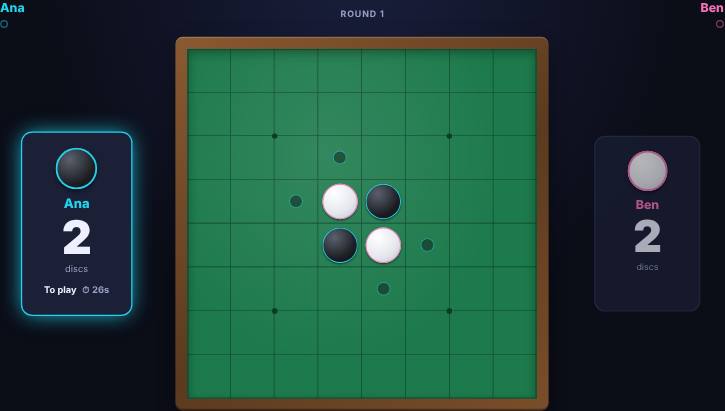 Ana
ROUND 1
Ben
Ana
2
discs
To play ⏱ 26s
Ben
2
discs